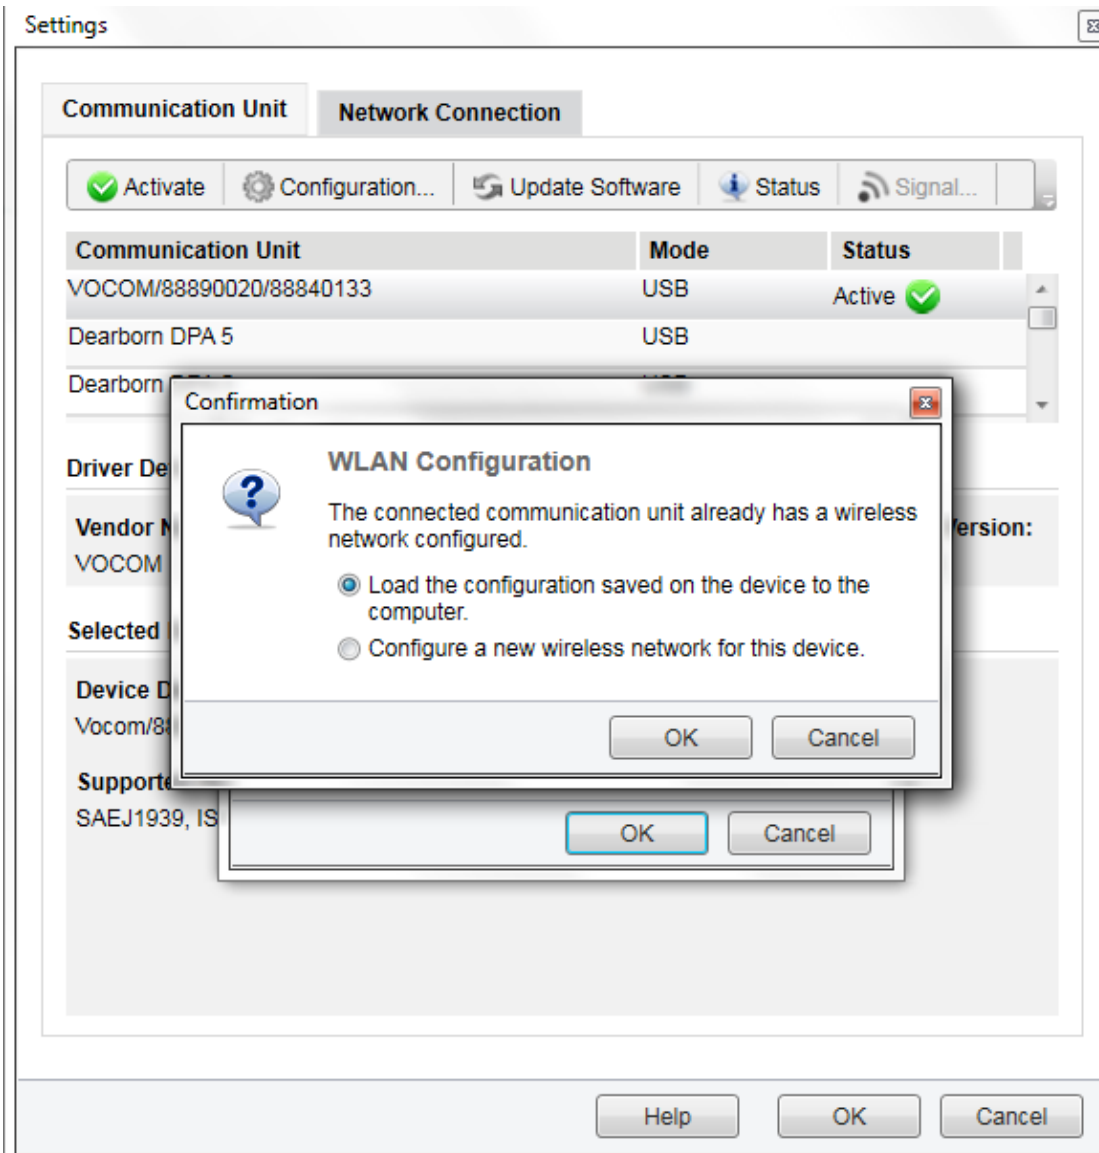 Settings
Communication Unit
Network Connection
Activate
Configuration...
Update Software
Status
Signal...
Communication Unit Mode Status
VOCOM/88890020/88840133 USB Active
Dearborn DPA 5 USB
Dearborn
Confirmation
WLAN Configuration
The connected communication unit already has a wireless
network configured.
Load the configuration saved on the device to the
computer.
Configure a new wireless network for this device.
OK Cancel
Driver De
Vendor N
ersion:
VOCOM
Selected
Device D
Vocom/88
Supporte
SAEJ1939, IS
OK Cancel
Help OK Cancel